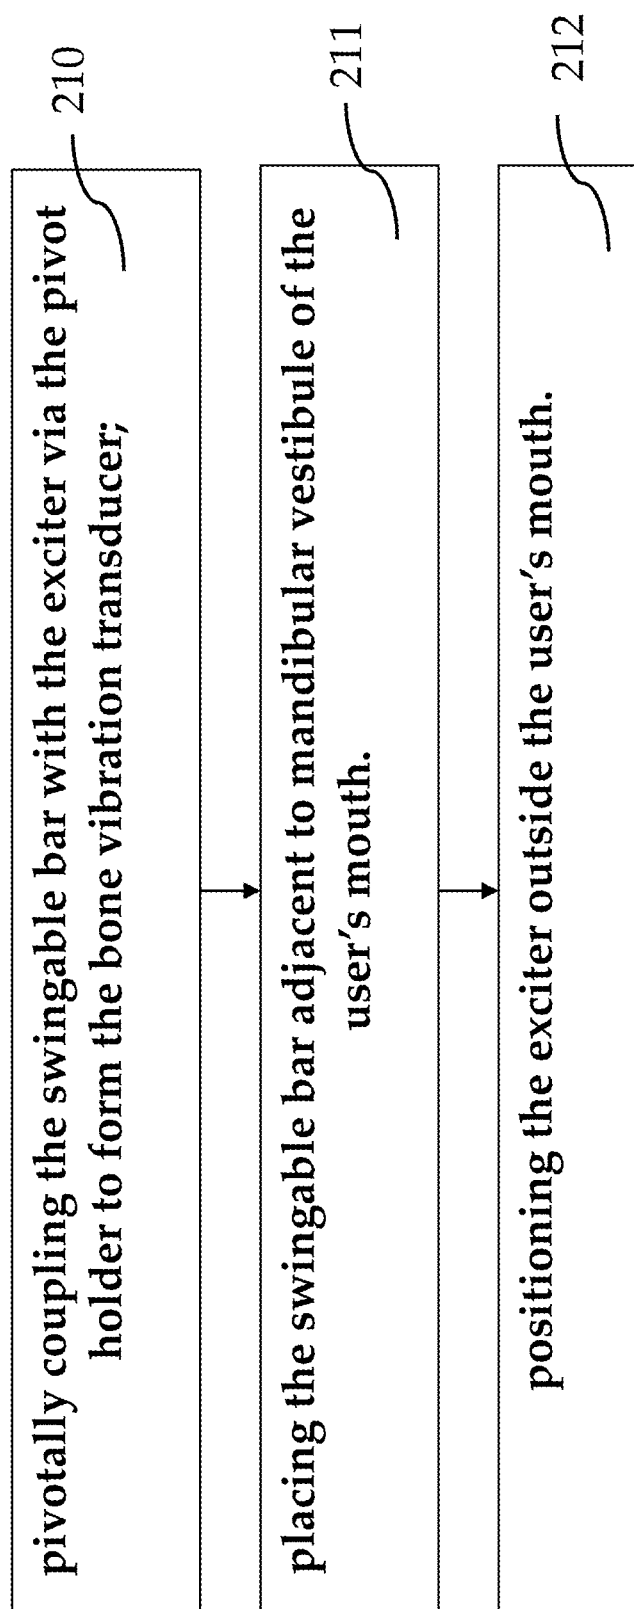 210
pivotally coupling the swingable bar with the exciter via the pivot
holder to form the bone vibration transducer;
211
placing the swingable bar adjacent to mandibular vestibule of the
user's mouth.
212
positioning the exciter outside the user's mouth.